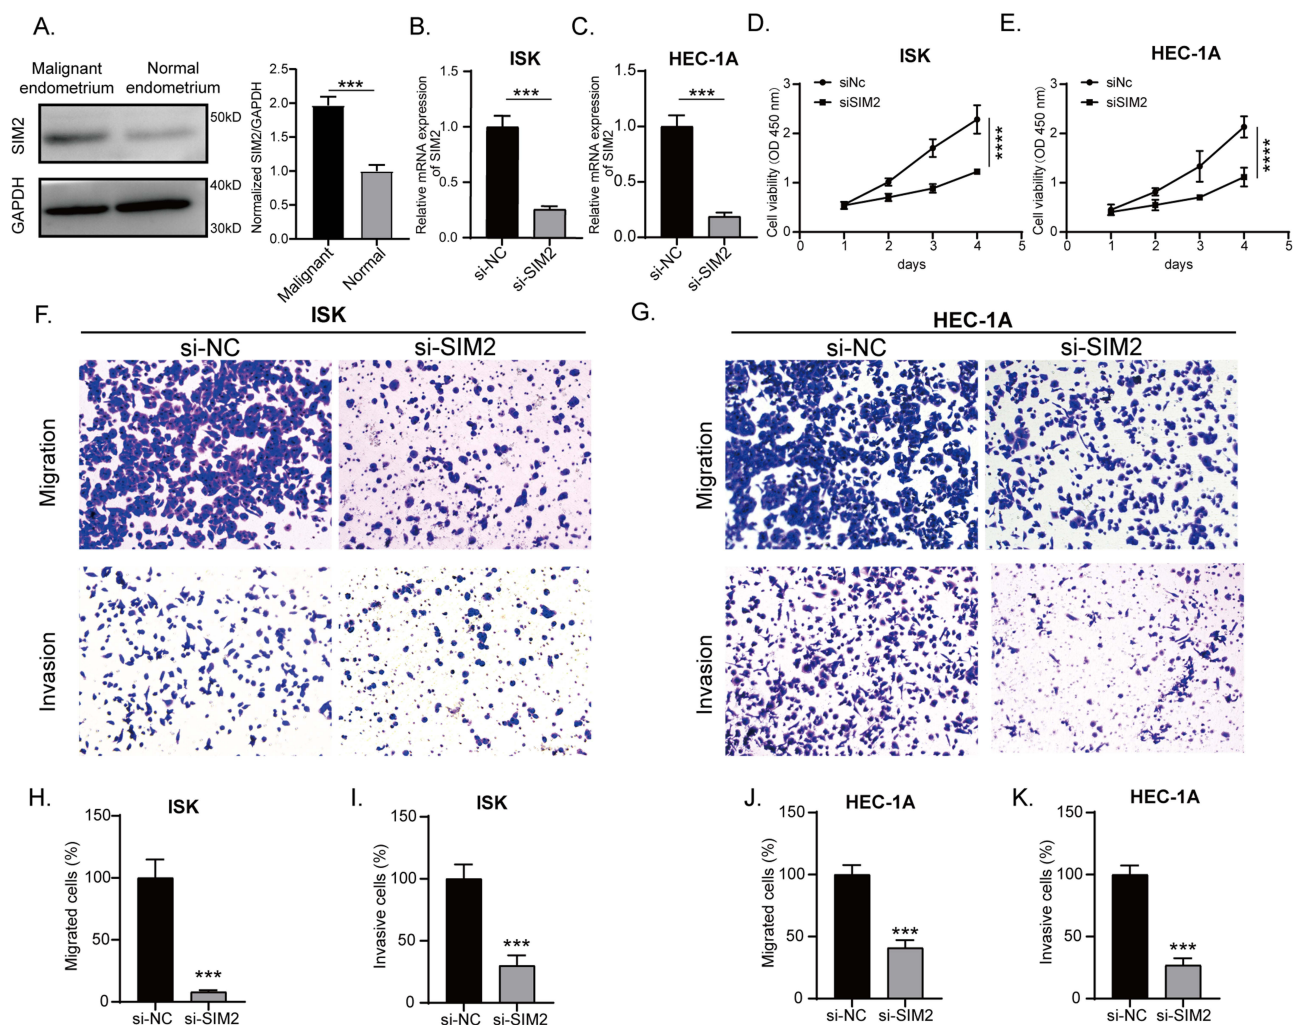 A.
Malignant
endometrium
Normal
endometrium
SIM2
GAPDH
50kD
40kD
30kD
Normalized SIM2/GAPDH
2.5
2.0
1.5
1.0
0.5
0.0
***
Malignant
Normal
B.
ISK
Relative mRNA expression
of SIM2
1.5
1.0
0.5
0.0
***
si-NC
si-SIM2
C.
HEC-1A
Relative mRNA expression
of SIM2
1.5
1.0
0.5
0.0
***
si-NC
si-SIM2
D.
ISK
siNc
siSIM2
Cell viability (OD 450 nm)
3
2
1
0
0 1 2 3 4 5
days
****
E.
HEC-1A
siNc
siSIM2
Cell viability (OD 450 nm)
3
2
1
0
0 1 2 3 4 5
days
****
F.
ISK
si-NC
si-SIM2
Migration
Invasion
G.
HEC-1A
si-NC
si-SIM2
Migration
Invasion
H.
ISK
Migrated cells (%)
150
100
50
0
***
si-NC si-SIM2
I.
ISK
Invasive cells (%)
150
100
50
0
***
si-NC si-SIM2
J.
HEC-1A
Migrated cells (%)
150
100
50
0
***
si-NC si-SIM2
K.
HEC-1A
Invasive cells (%)
150
100
50
0
***
si-NC si-SIM2